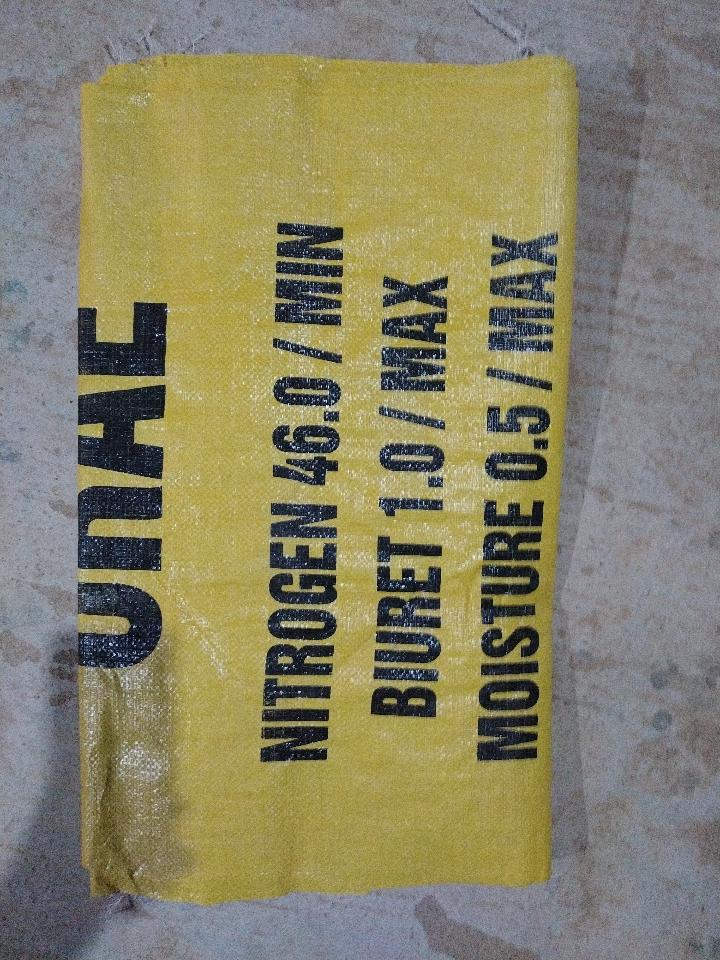 NITROGEN 46.0 / MIN
BIURET 1.0 / MAX
MOISTURE 0.5 / MAX